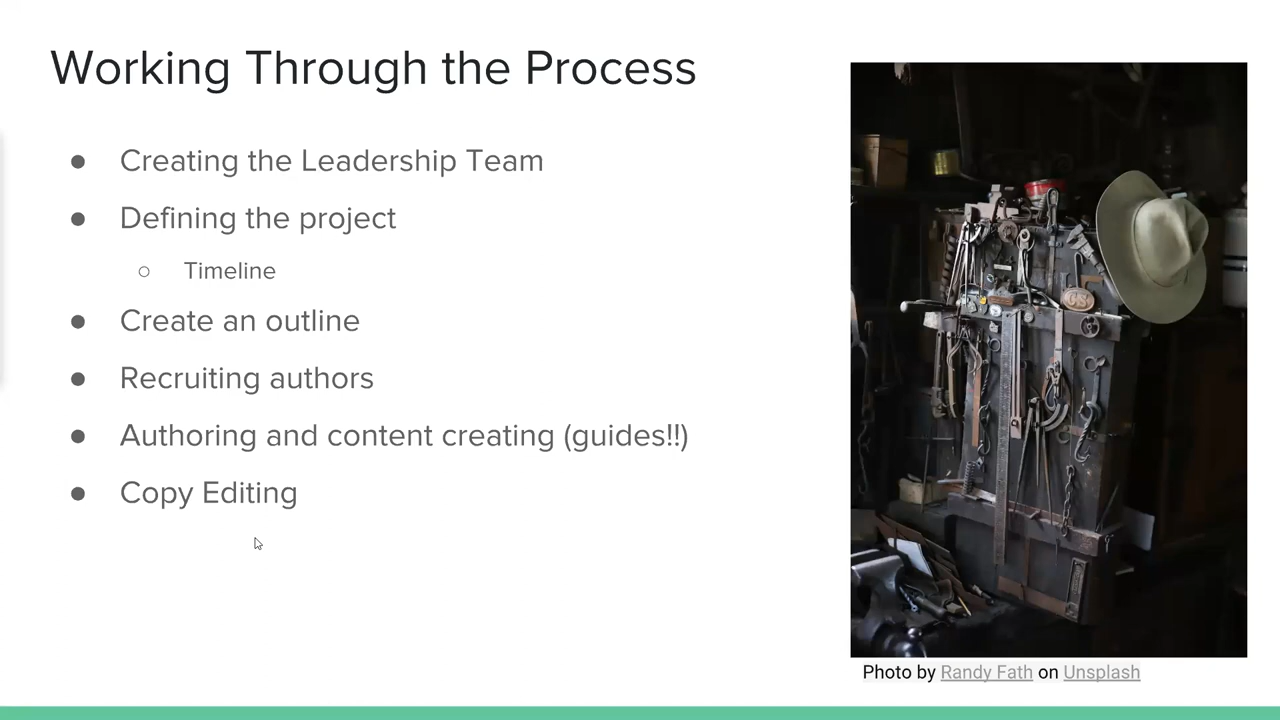 Working Through the Process
● Creating the Leadership Team
● Defining the project
○ Timeline
● Create an outline
● Recruiting authors
● Authoring and content creating (guides!!)
● Copy Editing
Photo by Randy Fath on Unsplash